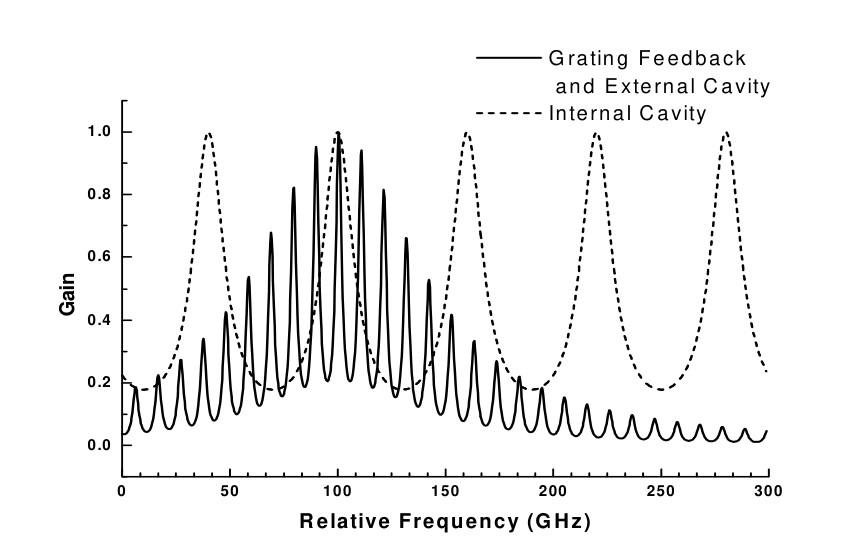 Grating Feedback
and External Cavity
Internal Cavity
1.0
0.8
0.6
0.4
0.2
0.0
Gain
0 50 100 150 200 250 300
Relative Frequency (GHz)